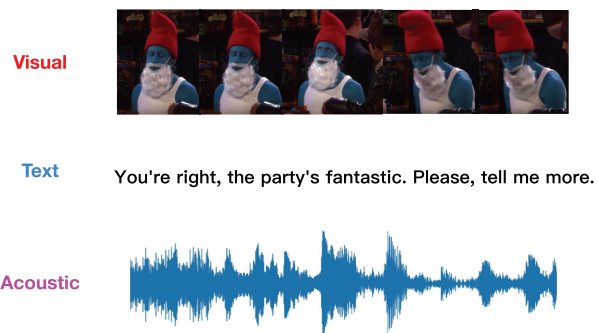 Visual
Text
You're right, the party's fantastic. Please, tell me more.
Acoustic